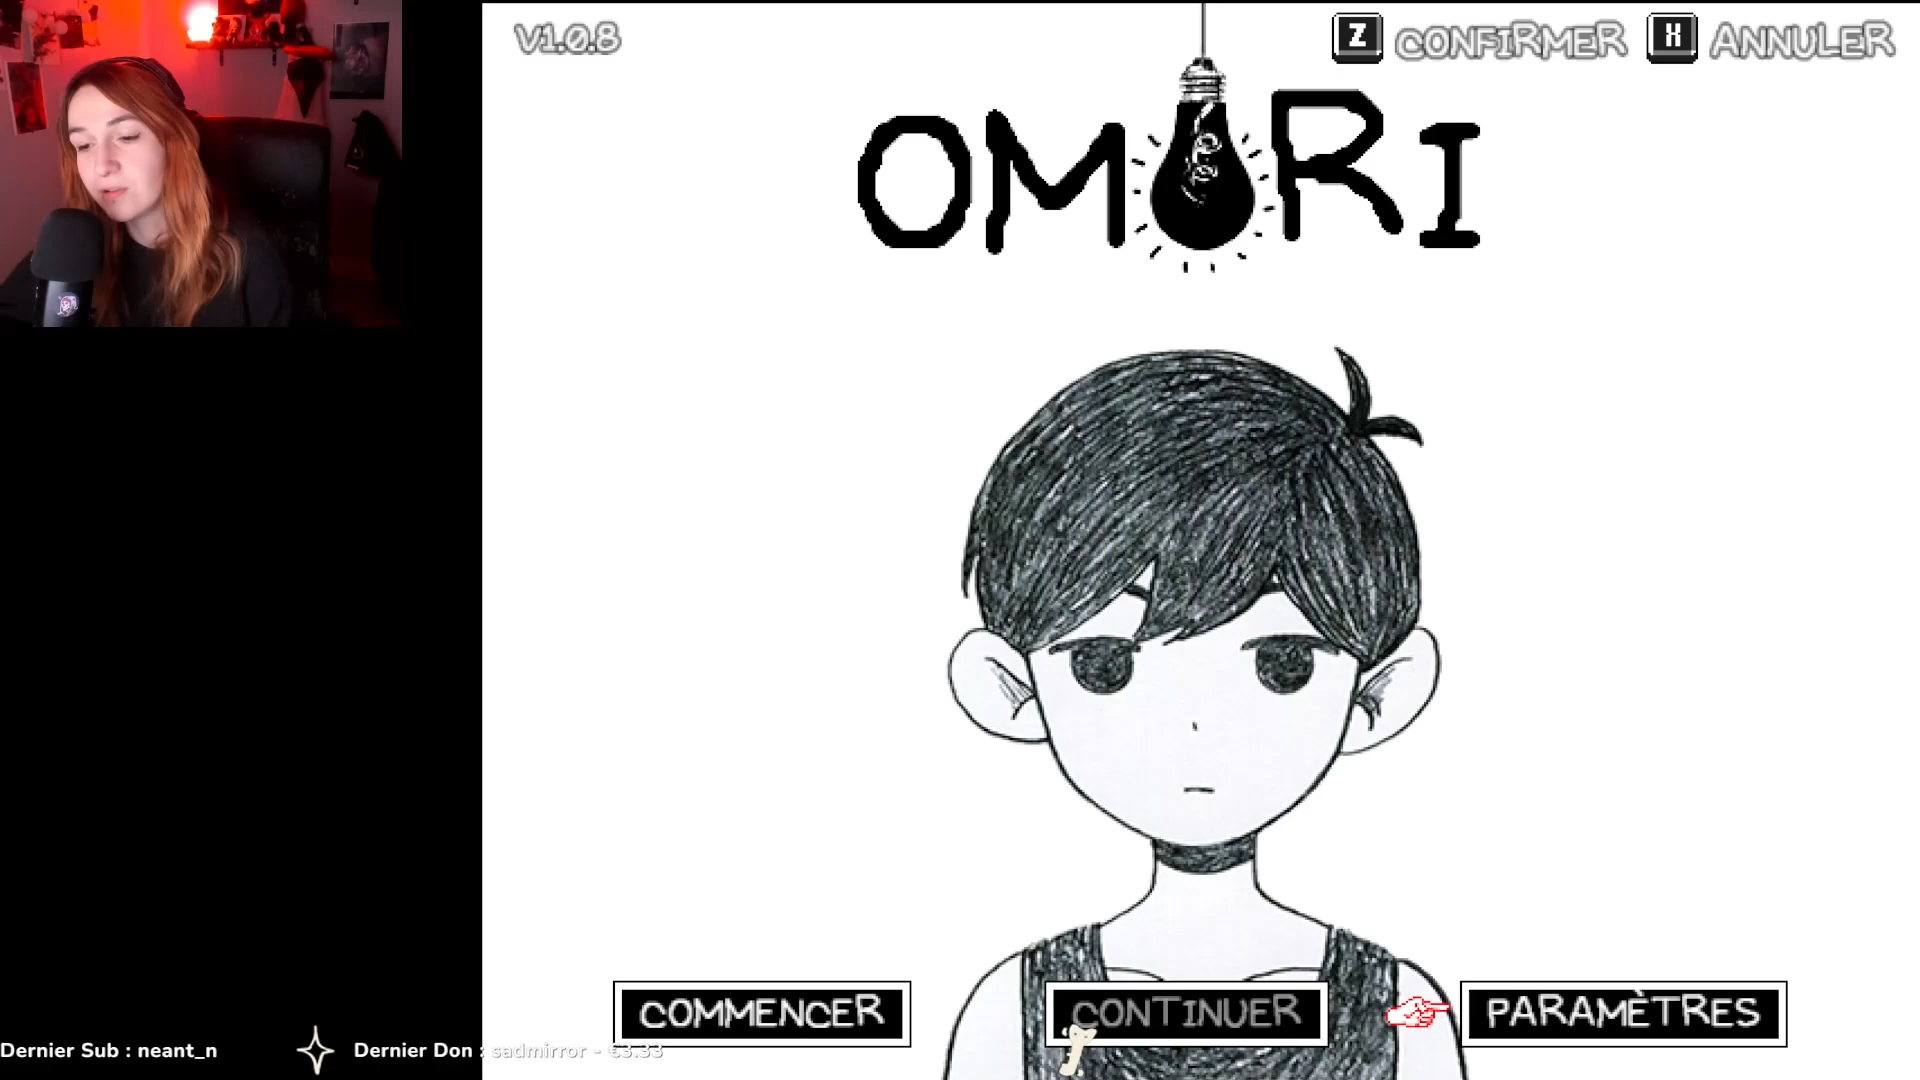 V1.0.8
Z CONFIRMER X ANNULER
OMORI
COMMENCER
CONTINUER
PARAMÈTRES
Dernier Sub : neant_n
Dernier Don : sadmirror - €3.33